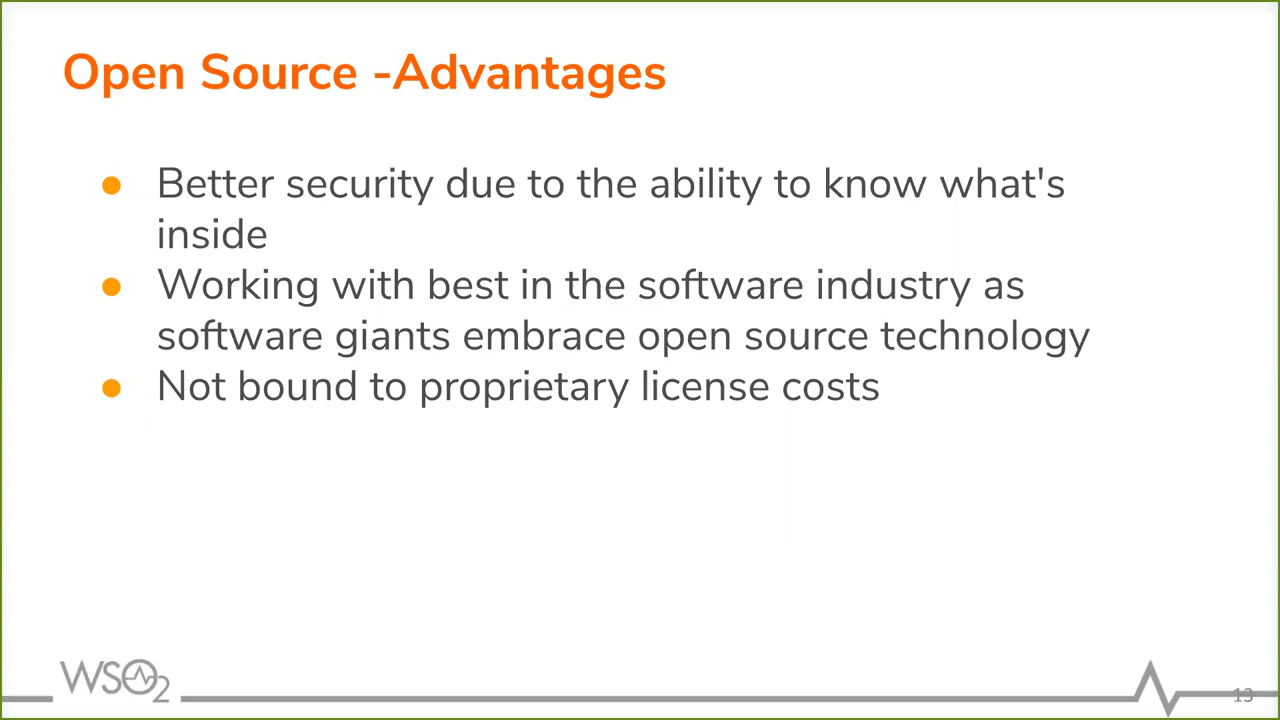 Open Source -Advantages
● Better security due to the ability to know what's
inside
● Working with best in the software industry as
software giants embrace open source technology
● Not bound to proprietary license costs
WSO2
13